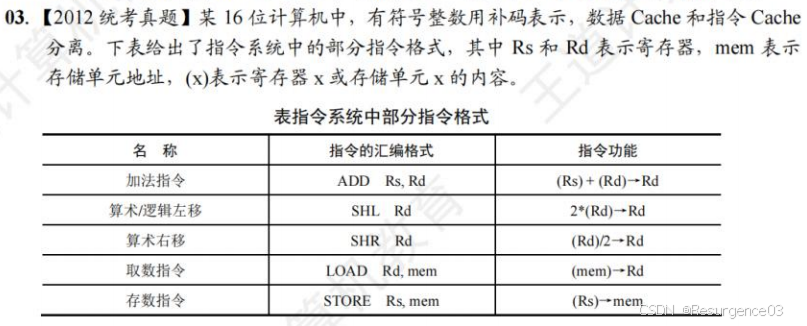 03.【2012 统考真题】某 16 位计算机中，有符号整数用补码表示，数据 Cache 和指令 Cache
分离。下表给出了指令系统中的部分指令格式，其中 Rs 和 Rd 表示寄存器，mem 表示
存储单元地址，(x)表示寄存器 x 或存储单元 x 的内容。
表指令系统中部分指令格式
名 称 指令的汇编格式 指令功能
加法指令 ADD Rs, Rd (Rs) + (Rd)→Rd
算术/逻辑左移 SHL Rd 2*(Rd)→Rd
算术右移 SHR Rd (Rd)/2→Rd
取数指令 LOAD Rd, mem (mem)→Rd
存数指令 STORE Rs, mem (Rs)→mem
CSDN @Resurgence03
王道计算机教育